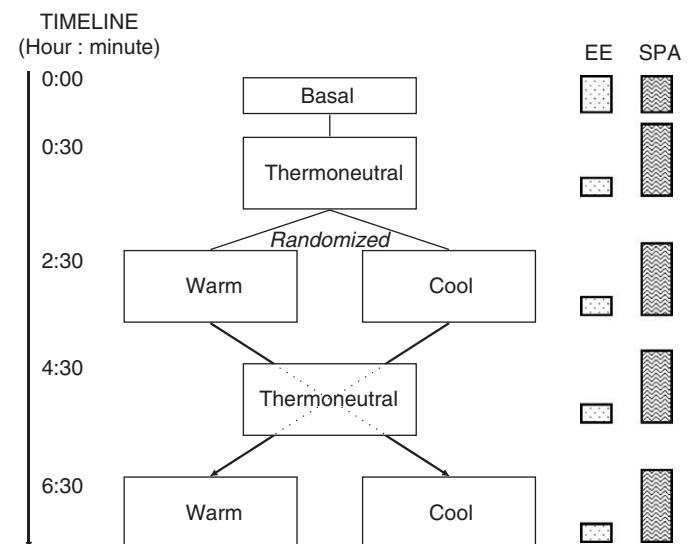 TIMELINE
(Hour : minute)
EE SPA
0:00
Basal
0:30
Thermoneutral
Randomized
2:30
Warm Cool
4:30
Thermoneutral
6:30
Warm Cool